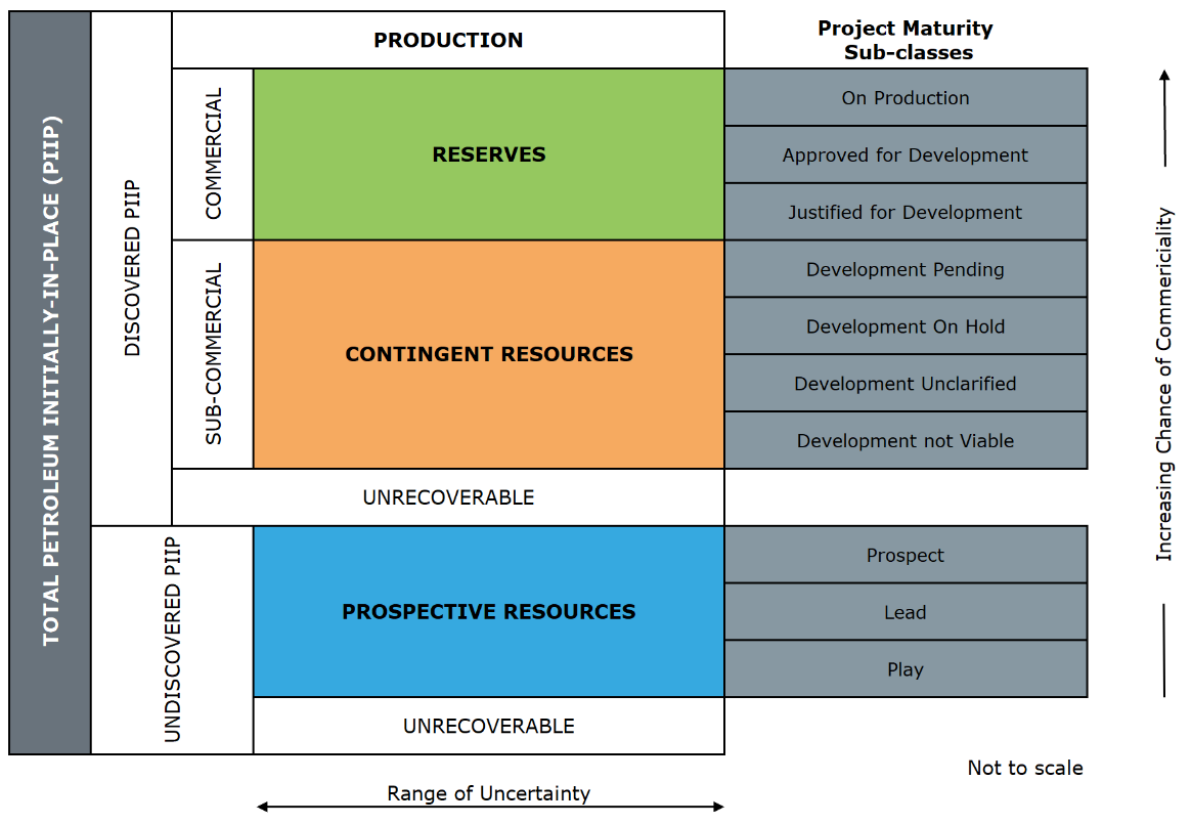 TOTAL PETROLEUM INITIALLY-IN-PLACE (PIIP)
DISCOVERED PIIP
PRODUCTION
Project Maturity
Sub-classes
COMMERCIAL
RESERVES
On Production
Approved for Development
Justified for Development
SUB-COMMERCIAL
CONTINGENT RESOURCES
Development Pending
Development On Hold
Development Unclarified
Development not Viable
UNRECOVERABLE
UNDISCOVERED PIIP
PROSPECTIVE RESOURCES
Prospect
Lead
Play
UNRECOVERABLE
Increasing Chance of Commericiality
Not to scale
Range of Uncertainty